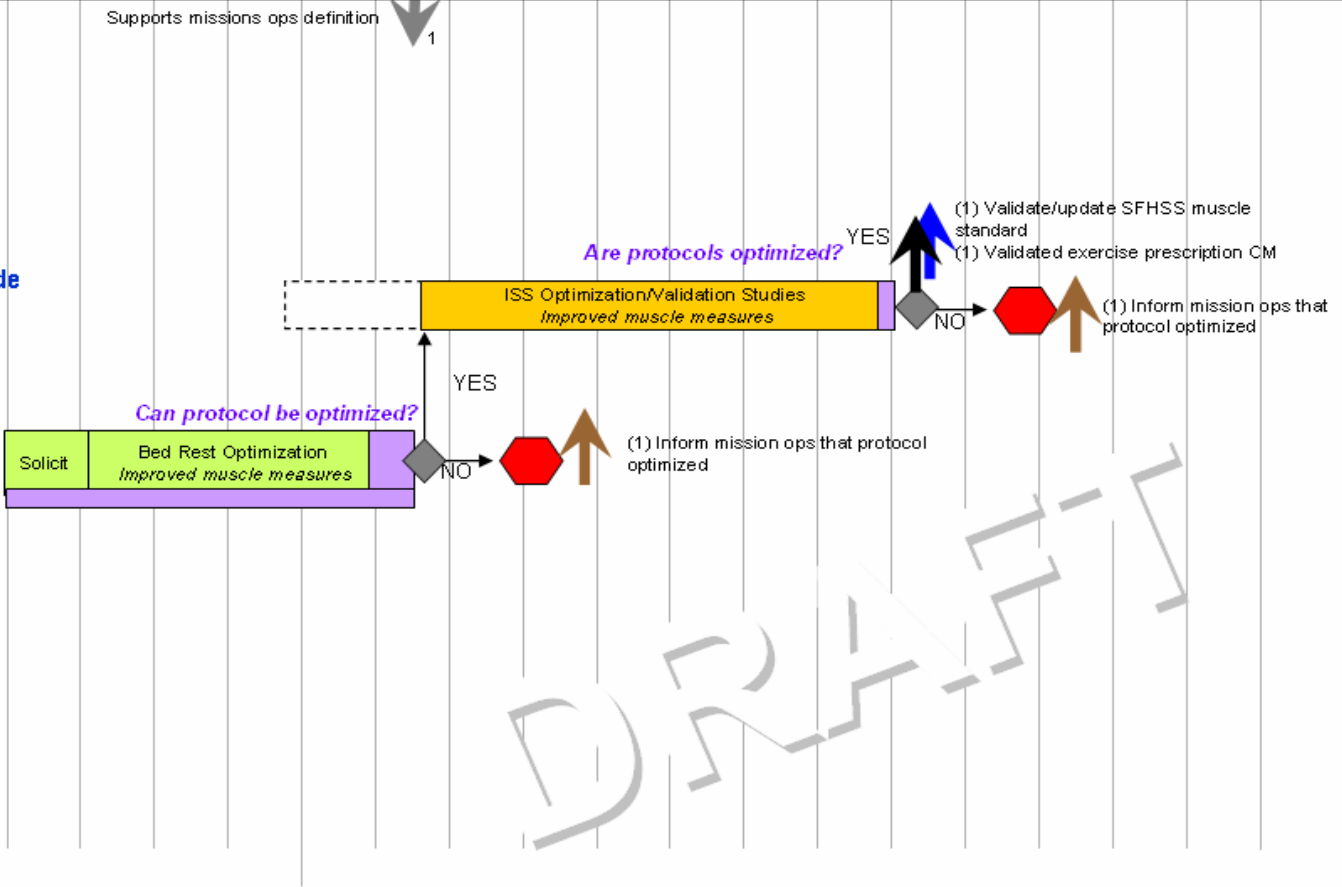 Supports missions ops definition
1
(1) Validate/update SFHSS muscle
standard
(1) Validated exercise prescription CM
YES
Are protocols optimized?
de
ISS Optimization/Validation Studies
Improved muscle measures
NO
(1) Inform mission ops that
protocol optimized
YES
Can protocol be optimized?
Solicit
Bed Rest Optimization
Improved muscle measures
NO
(1) Inform mission ops that protocol
optimized
DRAFT